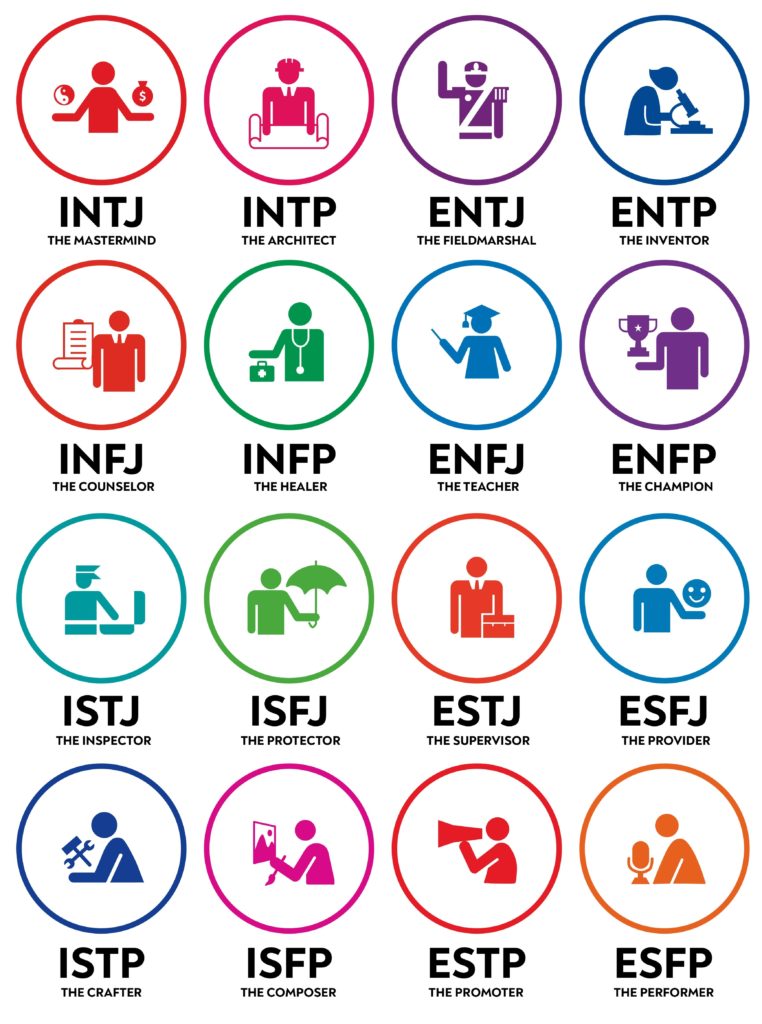 $
INTJ
THE MASTERMIND
INTP
THE ARCHITECT
ENTJ
THE FIELDMARSHAL
ENTP
THE INVENTOR
INFJ
THE COUNSELOR
INFP
THE HEALER
ENFJ
THE TEACHER
ENFP
THE CHAMPION
ISTJ
THE INSPECTOR
ISFJ
THE PROTECTOR
ESTJ
THE SUPERVISOR
ESFJ
THE PROVIDER
ISTP
THE CRAFTER
ISFP
THE COMPOSER
ESTP
THE PROMOTER
ESFP
THE PERFORMER